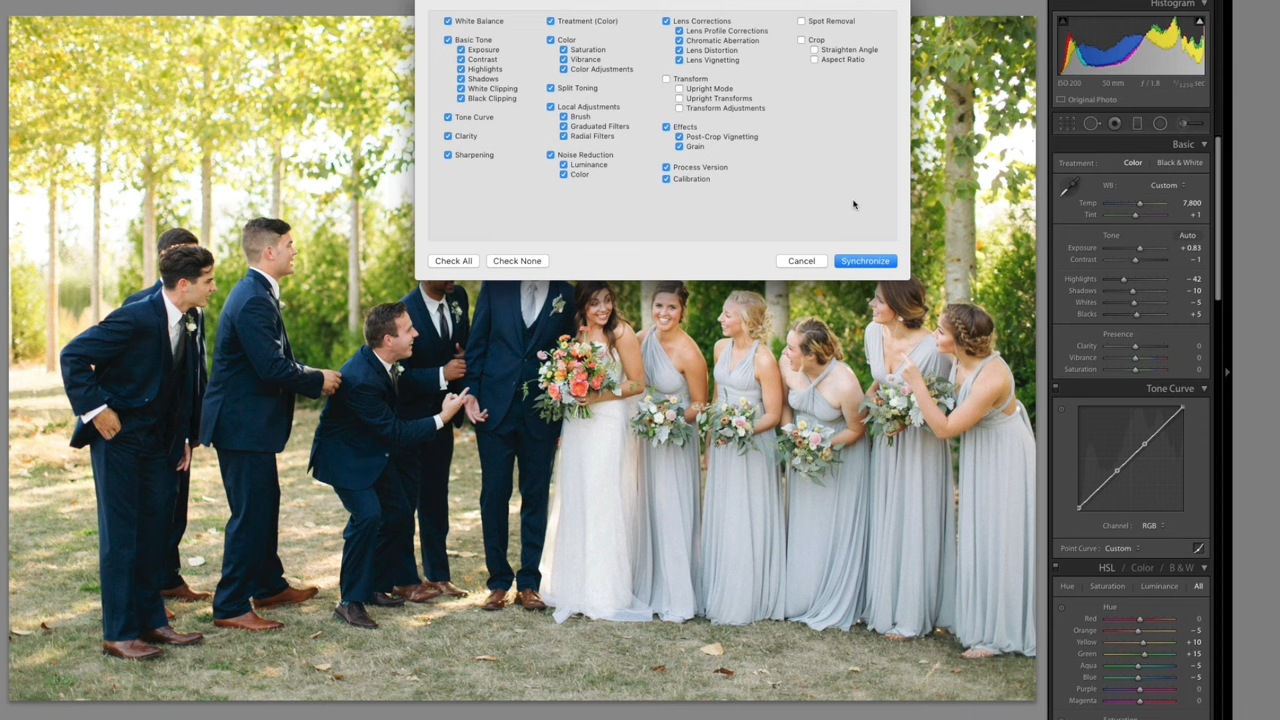 White Balance
Basic Tone
Exposure
Contrast
Highlights
Shadows
White Clipping
Black Clipping
Tone Curve
Clarity
Sharpening
Treatment (Color)
Color
Saturation
Vibrance
Color Adjustments
Split Toning
Local Adjustments
Brush
Graduated Filters
Radial Filters
Noise Reduction
Luminance
Color
Lens Corrections
Lens Profile Corrections
Chromatic Aberration
Lens Distortion
Lens Vignetting
Transform
Upright Mode
Upright Transforms
Transform Adjustments
Effects
Post-Crop Vignetting
Grain
Process Version
Calibration
Spot Removal
Crop
Straighten Angle
Aspect Ratio
Check All
Check None
Cancel
Synchronize
Histogram
ISO 200 50 mm f / 1.8 sec
Original Photo
Basic
Treatment : Color Black & White
WB : Custom
Temp 7,800
Tint + 1
Tone Auto
Exposure + 0.83
Contrast − 1
Highlights − 42
Shadows − 10
Whites − 5
Blacks + 5
Presence
Clarity 0
Vibrance 0
Saturation 0
Tone Curve
Channel : RGB
Point Curve : Custom
HSL / Color / B & W
Hue Saturation Luminance All
Hue
Red 0
Orange − 5
Yellow + 10
Green + 15
Aqua − 5
Blue − 5
Purple 0
Magenta 0